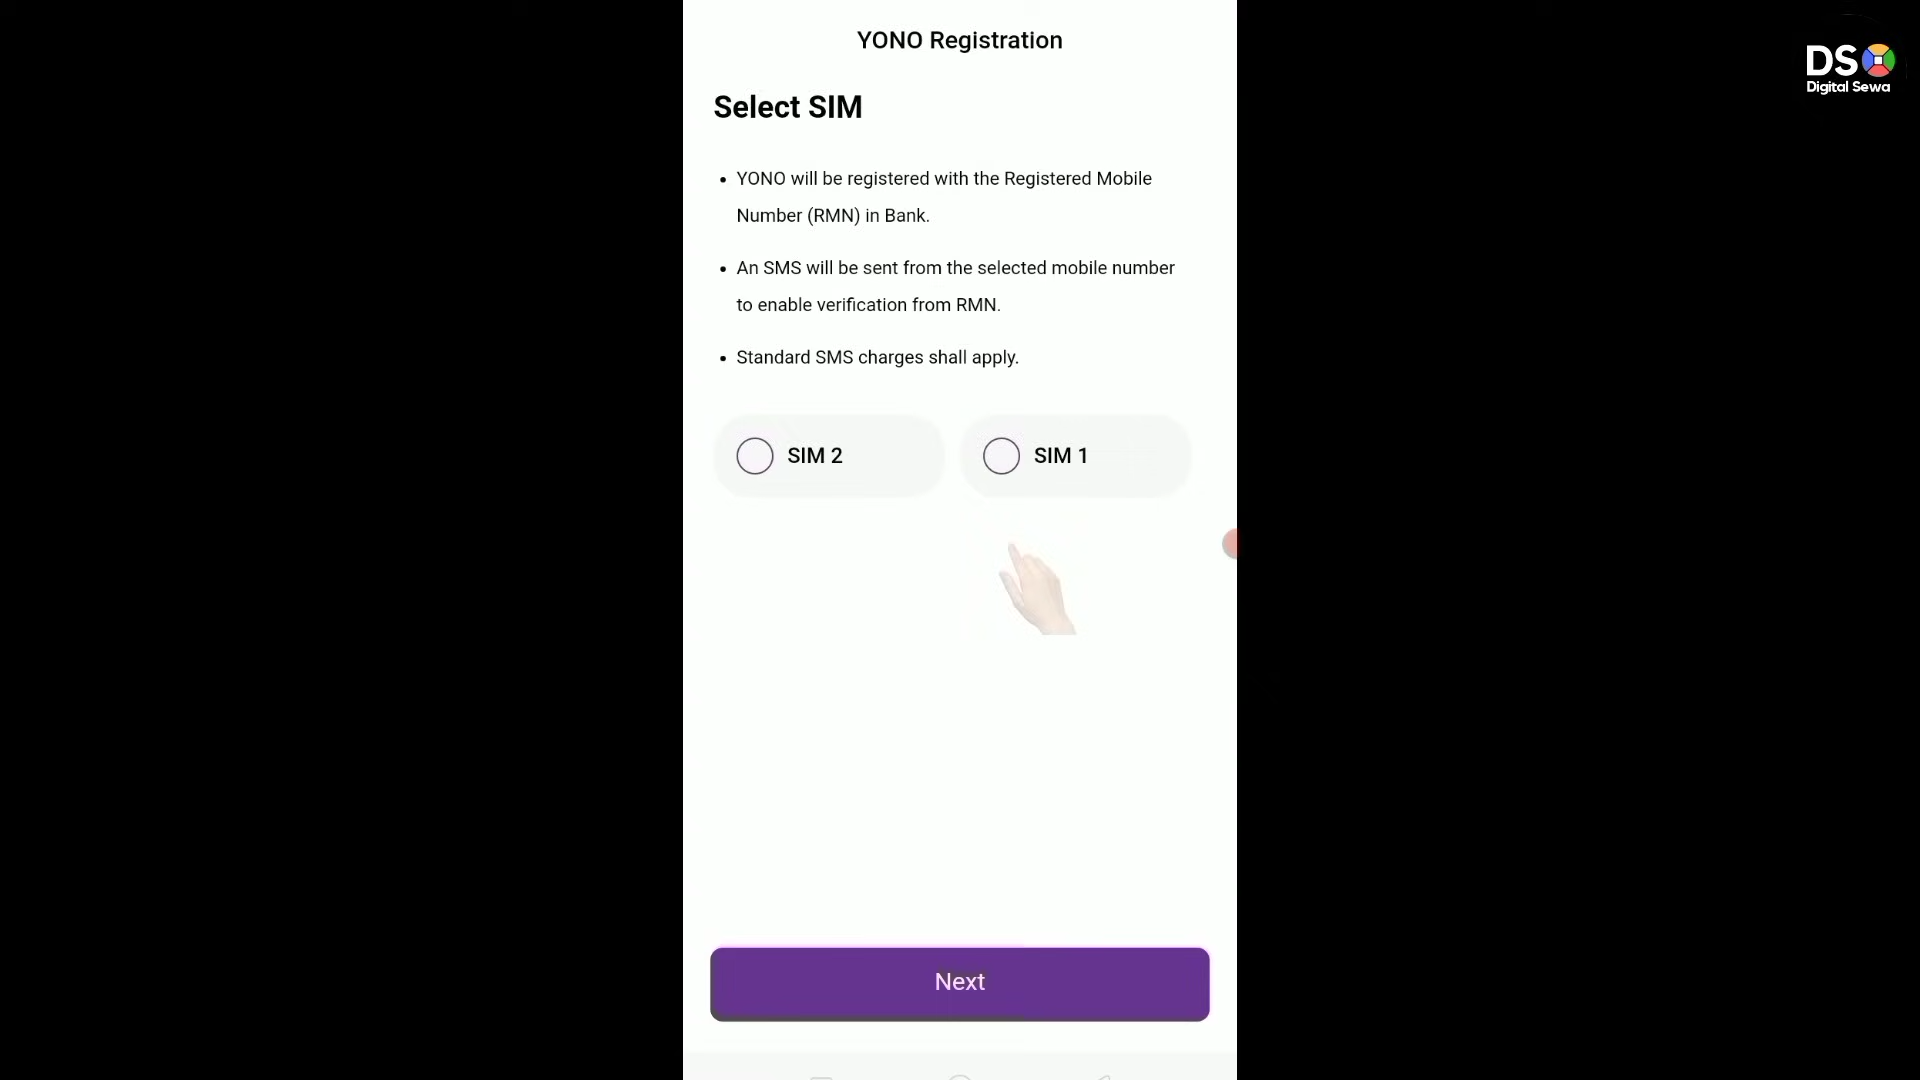 YONO Registration
Select SIM
• YONO will be registered with the Registered Mobile
Number (RMN) in Bank.
• An SMS will be sent from the selected mobile number
to enable verification from RMN.
• Standard SMS charges shall apply.
SIM 2
SIM 1
Next
DS
Digital Sewa